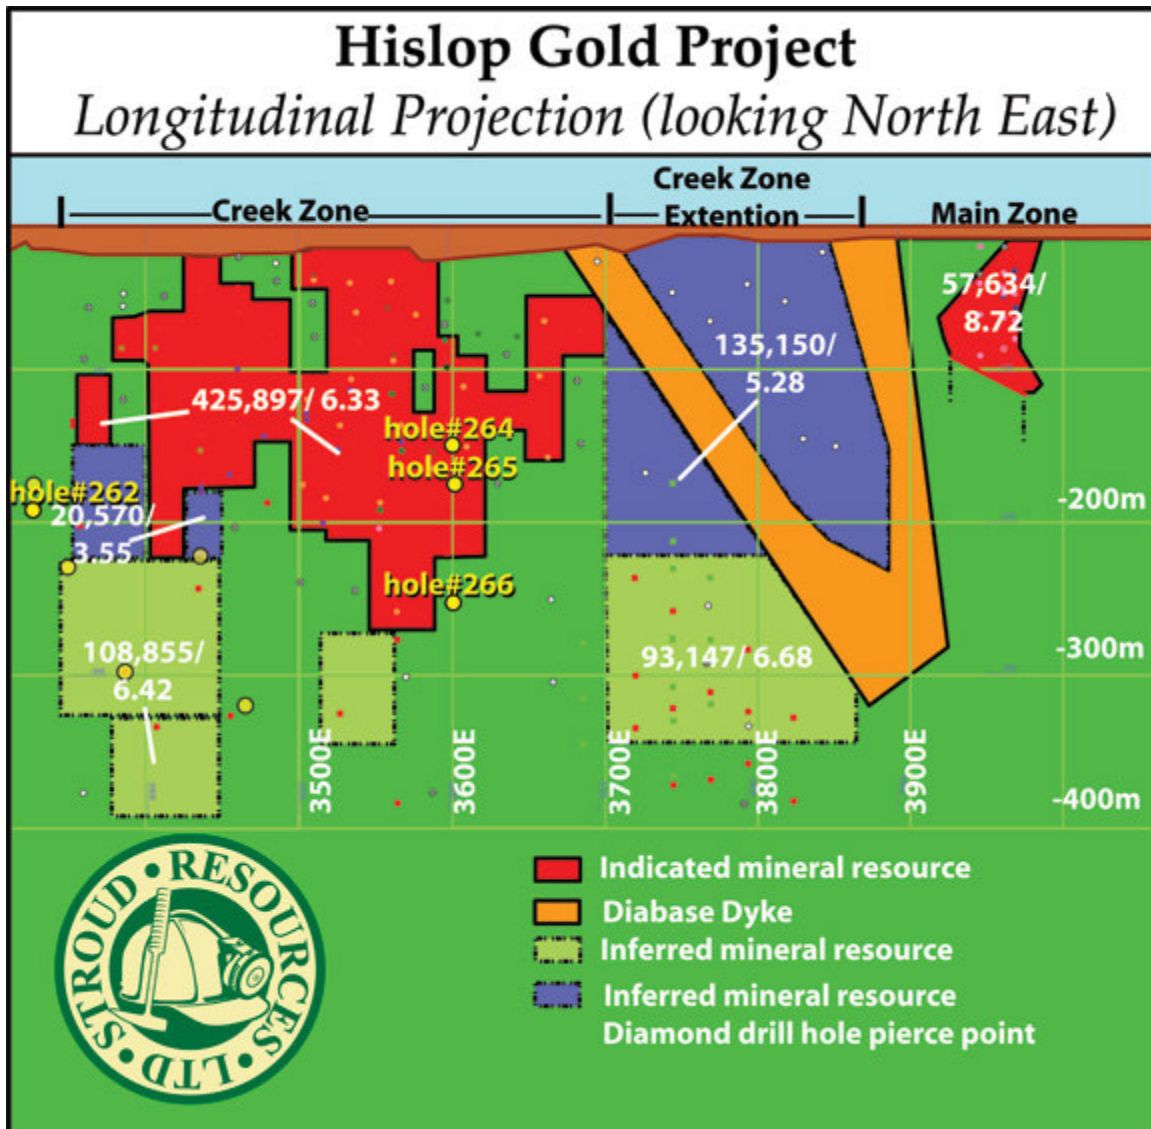 Hislop Gold Project
Longitudinal Projection (looking North East)
Creek Zone
Creek Zone
Extention
Main Zone
57,634/
8.72
135,150/
5.28
425,897/ 6.33
hole#264
hole#265
hole#262
20,570/
3.55
-200m
hole#266
108,855/
6.42
93,147/ 6.68
-300m
3500E
3600E
3700E
3800E
3900E
-400m
Indicated mineral resource
Diabase Dyke
Inferred mineral resource
Inferred mineral resource
Diamond drill hole pierce point
STROUD • RESOURCES • LTD •